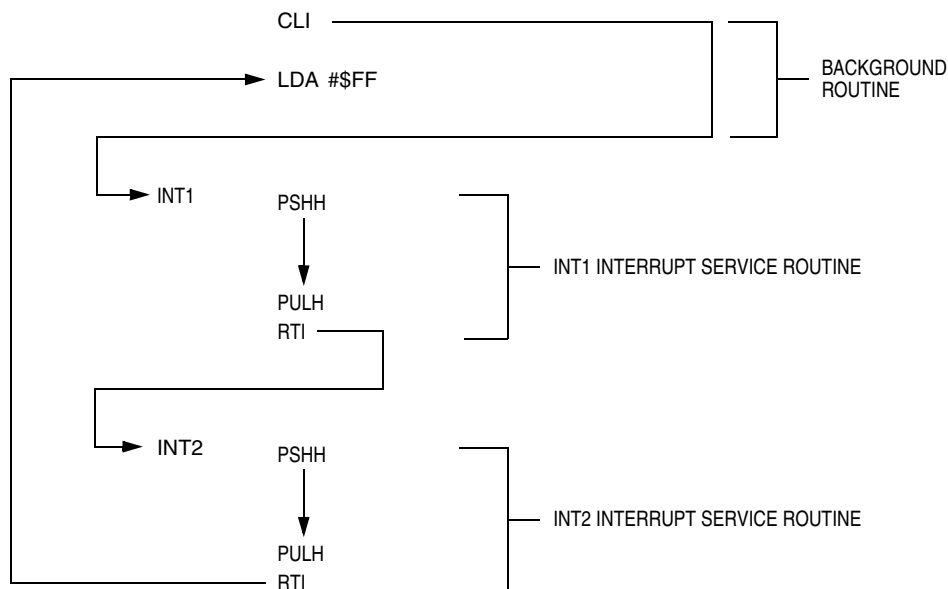 CLI
LDA #$FF
BACKGROUND
ROUTINE
INT1
PSHH
INT1 INTERRUPT SERVICE ROUTINE
PULH
RTI
INT2
PSHH
INT2 INTERRUPT SERVICE ROUTINE
PULH
RTI